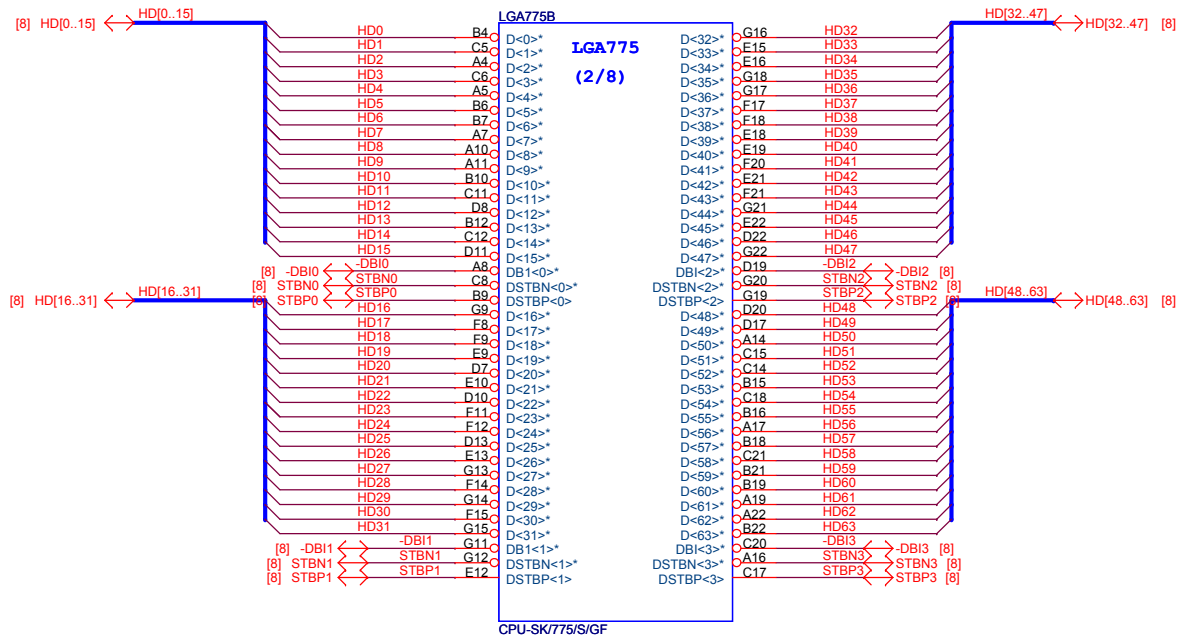 LGA775B
LGA775
(2/8)
[8] HD[0..15] HD[0..15] HD[32..47] HD[32..47] [8]
HD0 B4 D<0>* D<32>* G16 HD32
HD1 C5 D<1>* D<33>* E15 HD33
HD2 A4 D<2>* D<34>* E16 HD34
HD3 C6 D<3>* D<35>* G18 HD35
HD4 A5 D<4>* D<36>* G17 HD36
HD5 B6 D<5>* D<37>* F17 HD37
HD6 B7 D<6>* D<38>* F18 HD38
HD7 A7 D<7>* D<39>* E18 HD39
HD8 A10 D<8>* D<40>* E19 HD40
HD9 A11 D<9>* D<41>* F20 HD41
HD10 B10 D<10>* D<42>* E21 HD42
HD11 C11 D<11>* D<43>* F21 HD43
HD12 D8 D<12>* D<44>* G21 HD44
HD13 B12 D<13>* D<45>* E22 HD45
HD14 C12 D<14>* D<46>* D22 HD46
HD15 D11 D<15>* D<47>* G22 HD47
[8] -DBI0 -DBI0 A8 DB1<0>* DBI<2>* D19 -DBI2 -DBI2 [8]
[8] STBN0 STBN0 C8 DSTBN<0>* DSTBN<2>* G20 STBN2 STBN2 [8]
[8] STBP0 STBP0 B9 DSTBP<0> DSTBP<2> G19 STBP2 STBP2 [8]
[8] HD[16..31] HD[16..31] HD[48..63] HD[48..63] [8]
HD16 G9 D<16>* D<48>* D20 HD48
HD17 F8 D<17>* D<49>* D17 HD49
HD18 F9 D<18>* D<50>* A14 HD50
HD19 E9 D<19>* D<51>* C15 HD51
HD20 D7 D<20>* D<52>* C14 HD52
HD21 E10 D<21>* D<53>* B15 HD53
HD22 D10 D<22>* D<54>* C18 HD54
HD23 F11 D<23>* D<55>* B16 HD55
HD24 F12 D<24>* D<56>* A17 HD56
HD25 D13 D<25>* D<57>* B18 HD57
HD26 E13 D<26>* D<58>* C21 HD58
HD27 G13 D<27>* D<59>* B21 HD59
HD28 F14 D<28>* D<60>* B19 HD60
HD29 G14 D<29>* D<61>* A19 HD61
HD30 F15 D<30>* D<62>* A22 HD62
HD31 G15 D<31>* D<63>* B22 HD63
[8] -DBI1 -DBI1 G11 DB1<1>* DBI<3>* C20 -DBI3 -DBI3 [8]
[8] STBN1 STBN1 G12 DSTBN<1>* DSTBN<3>* A16 STBN3 STBN3 [8]
[8] STBP1 STBP1 E12 DSTBP<1> DSTBP<3> C17 STBP3 STBP3 [8]
CPU-SK/775/S/GF